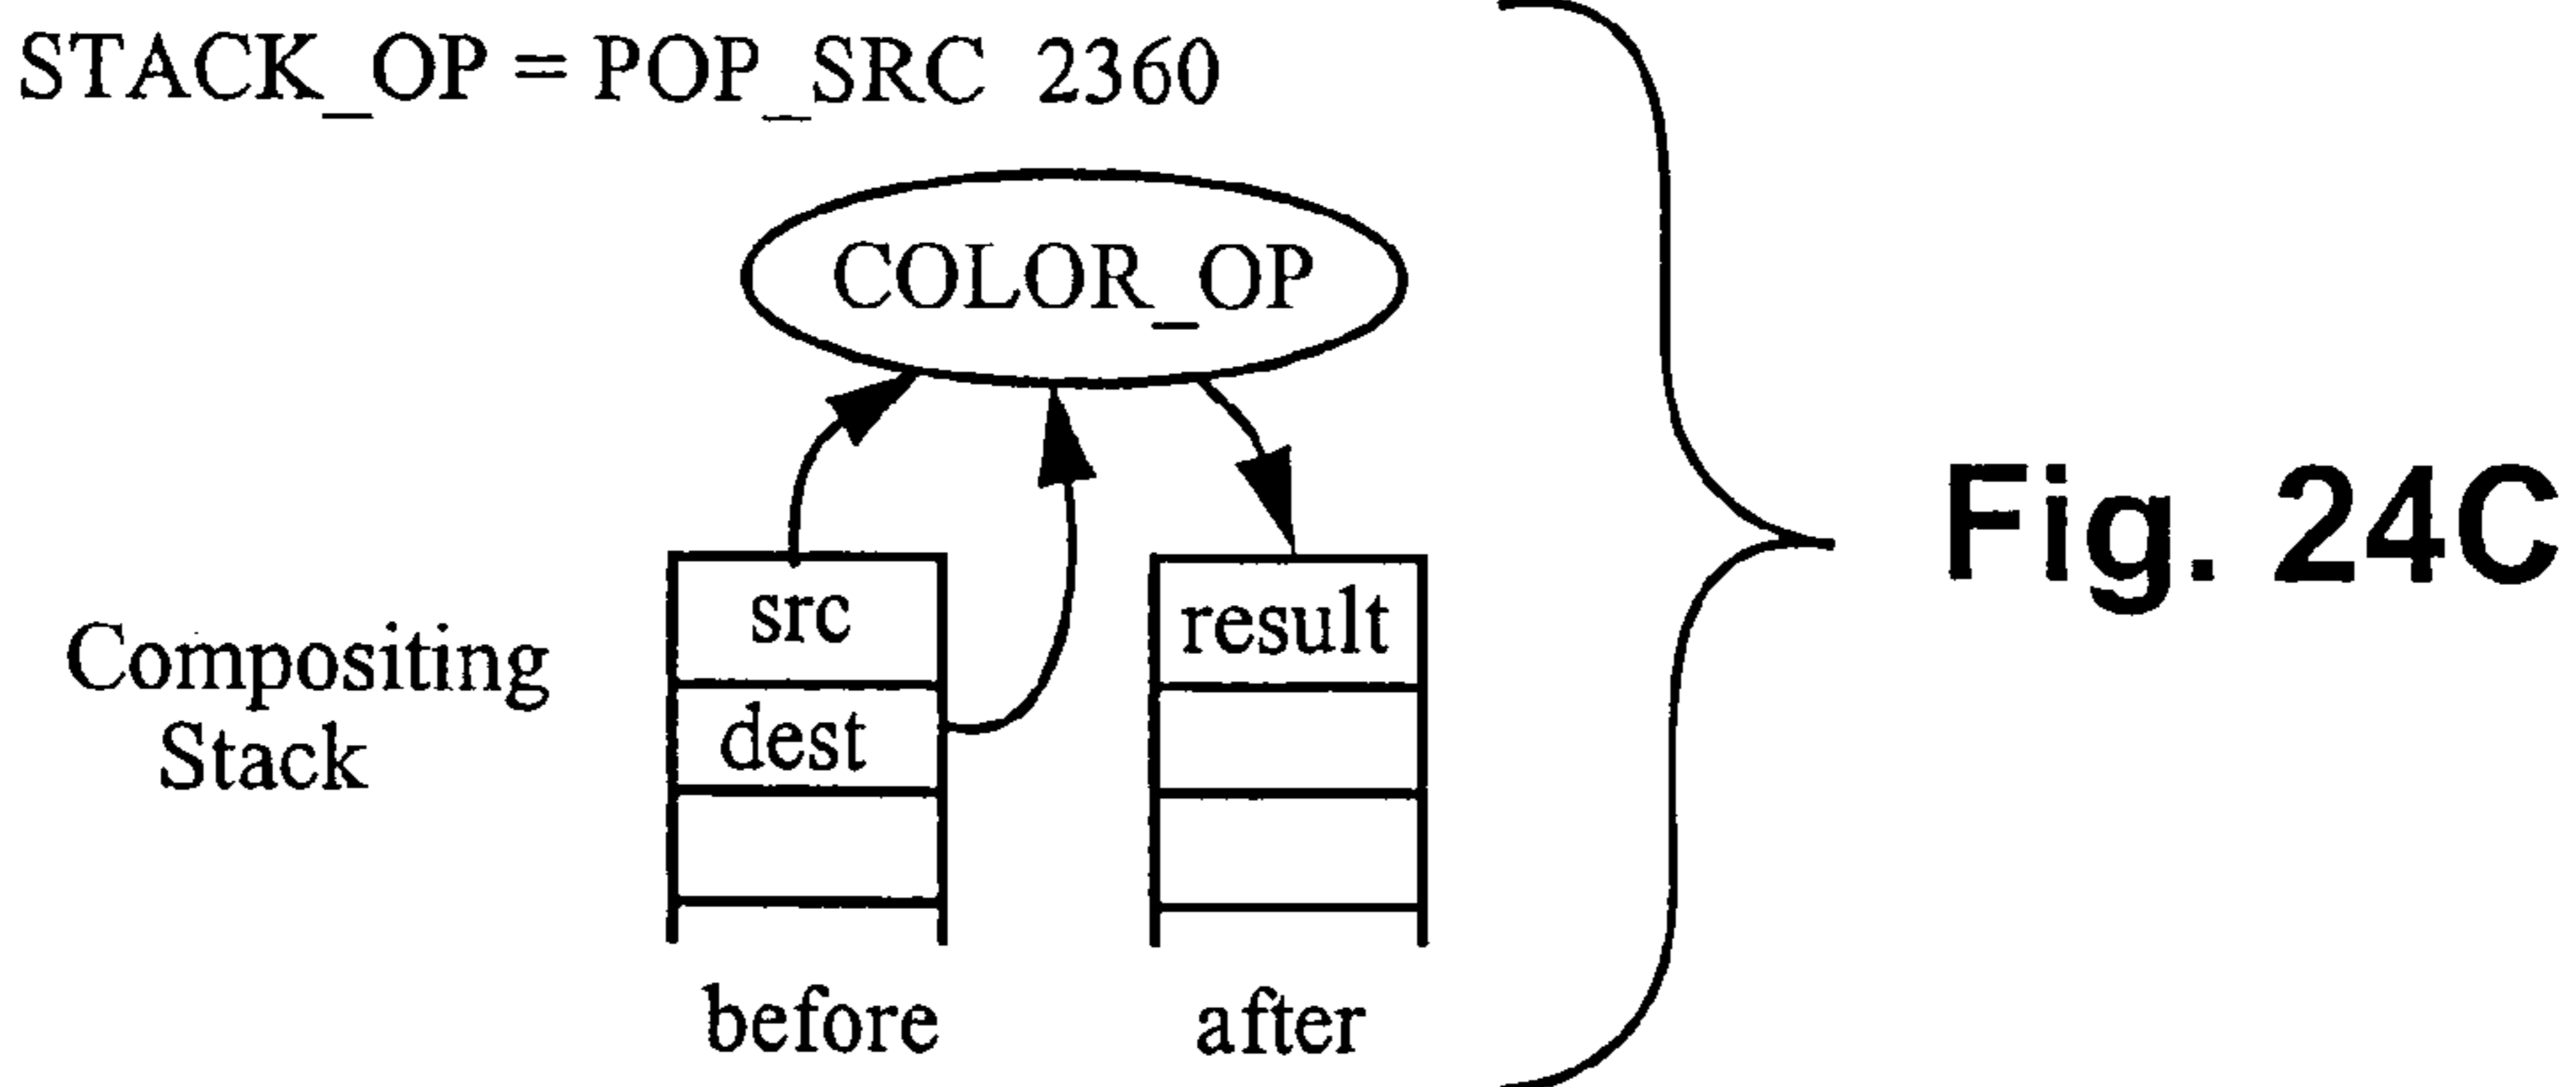 STACK_OP = POP_SRC 2360
COLOR_OP
src
result
dest
Compositing
Stack
before
after
Fig. 24C